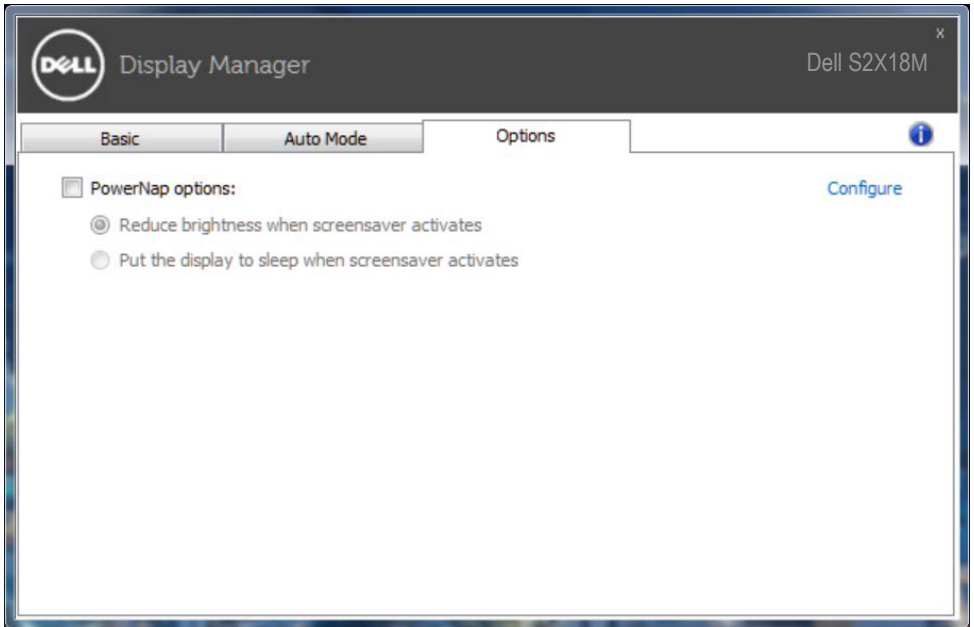 x
DELL Display Manager Dell S2X18M
Basic Auto Mode Options i
PowerNap options: Configure
Reduce brightness when screensaver activates
Put the display to sleep when screensaver activates